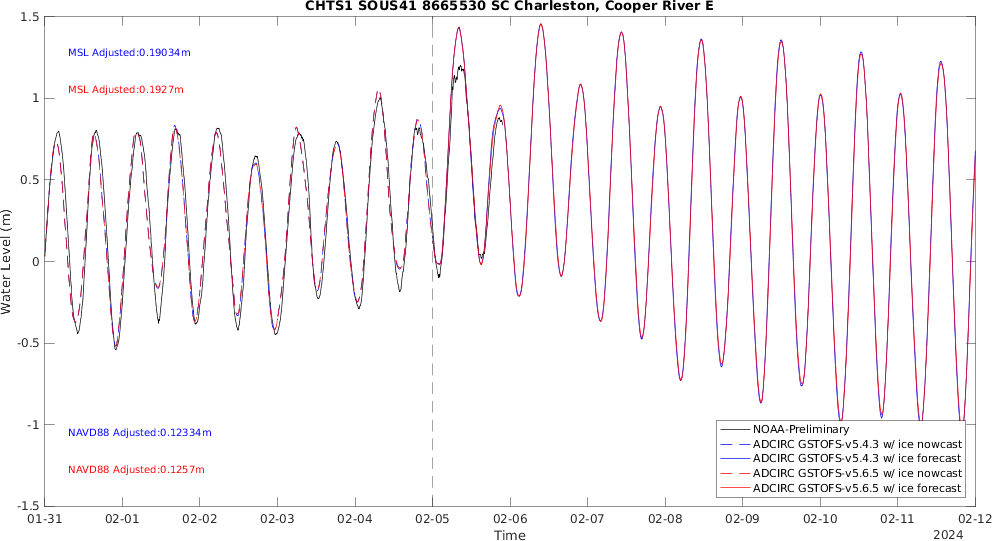 CHTS1 SOUS41 8665530 SC Charleston, Cooper River E
1.5
MSL Adjusted:0.19034m
MSL Adjusted:0.1927m
1
0.5
0
-0.5
-1
-1.5
Water Level (m)
NAVD88 Adjusted:0.12334m
NAVD88 Adjusted:0.1257m
NOAA-Preliminary
ADCIRC GSTOFS-v5.4.3 w/ ice nowcast
ADCIRC GSTOFS-v5.4.3 w/ ice forecast
ADCIRC GSTOFS-v5.6.5 w/ ice nowcast
ADCIRC GSTOFS-v5.6.5 w/ ice forecast
01-31 02-01 02-02 02-03 02-04 02-05 02-06 02-07 02-08 02-09 02-10 02-11 02-12
Time
2024